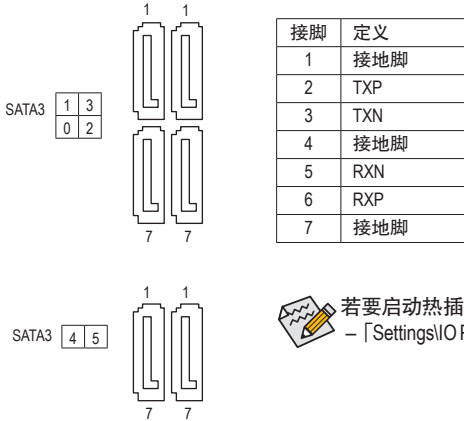 1 1
SATA3 1 3
0 2
7 7
接脚 定义
1 接地脚
2 TXP
3 TXN
4 接地脚
5 RXN
6 RXP
7 接地脚
1 1
SATA3 4 5
7 7
若要启动热插
–「Settings\IO